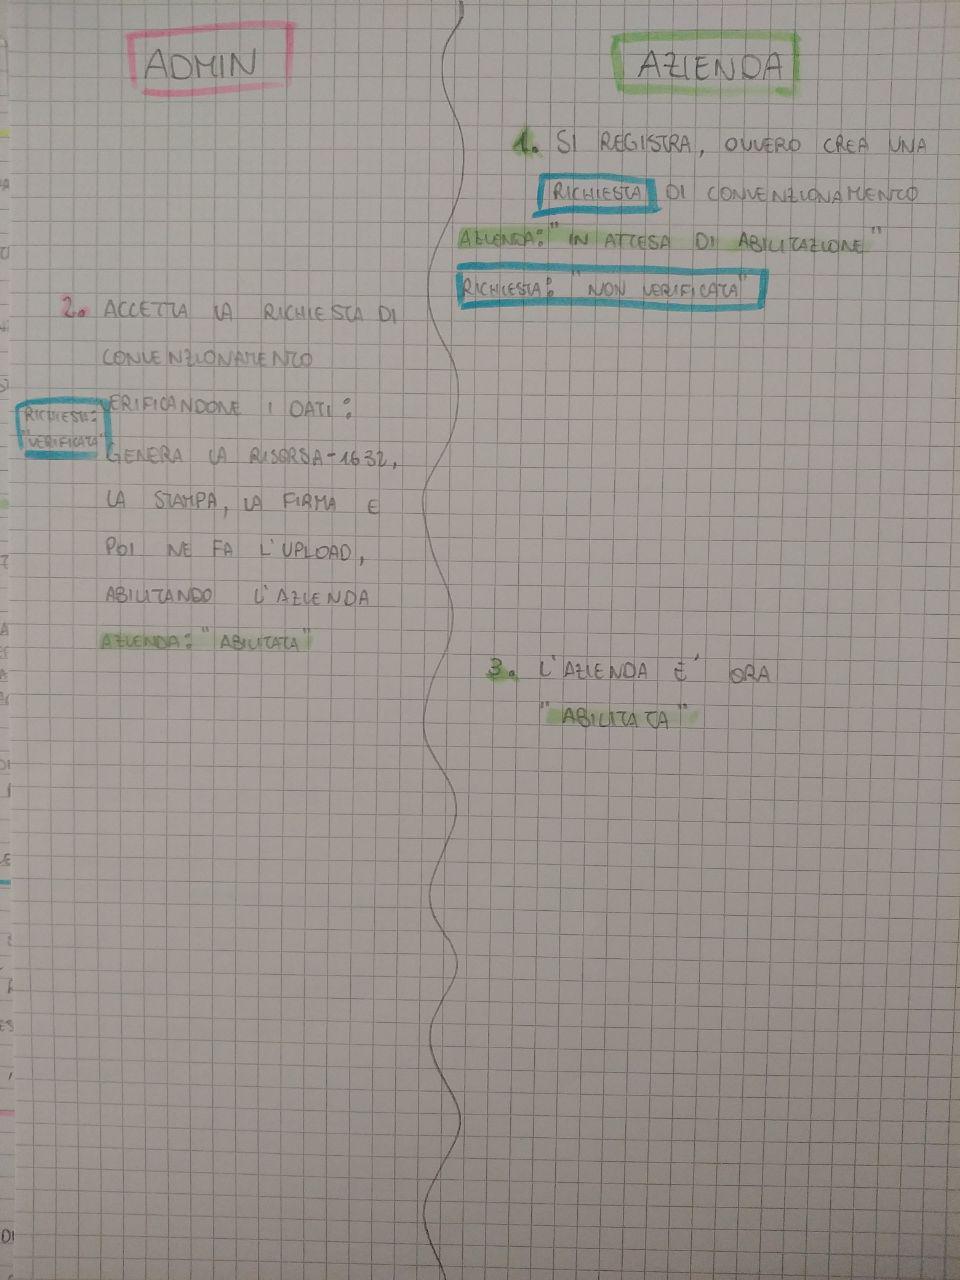 ADMIN
AZIENDA
1. SI REGISTRA, OVVERO CREA UNA
RICHIESTA DI CONVENZIONAMENTO
AZIENDA: "IN ATTESA DI ABILITAZIONE"
RICHIESTA: "NON VERIFICATA"
2. ACCETTA LA RICHIESTA DI
CONVENZIONAMENTO
VERIFICANDONE I DATI:
RICHIESTA:
"VERIFICATA"
GENERA LA RISORSA-1632,
LA STAMPA, LA FIRMA E
POI NE FA L'UPLOAD,
ABILITANDO L'AZIENDA
AZIENDA: "ABILITATA"
3. L'AZIENDA E' ORA
"ABILITATA"